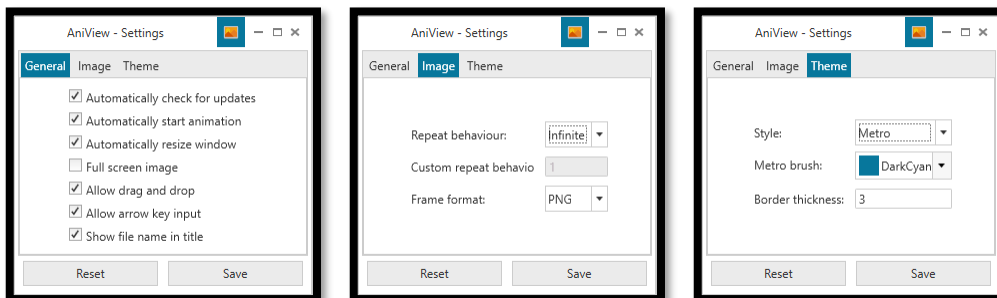 AniView - Settings
General Image Theme
Automatically check for updates
Automatically start animation
Automatically resize window
Full screen image
Allow drag and drop
Allow arrow key input
Show file name in title
Reset Save
AniView - Settings
General Image Theme
Repeat behaviour: Infinite
Custom repeat behavio 1
Frame format: PNG
Reset Save
AniView - Settings
General Image Theme
Style: Metro
Metro brush: DarkCyan
Border thickness: 3
Reset Save